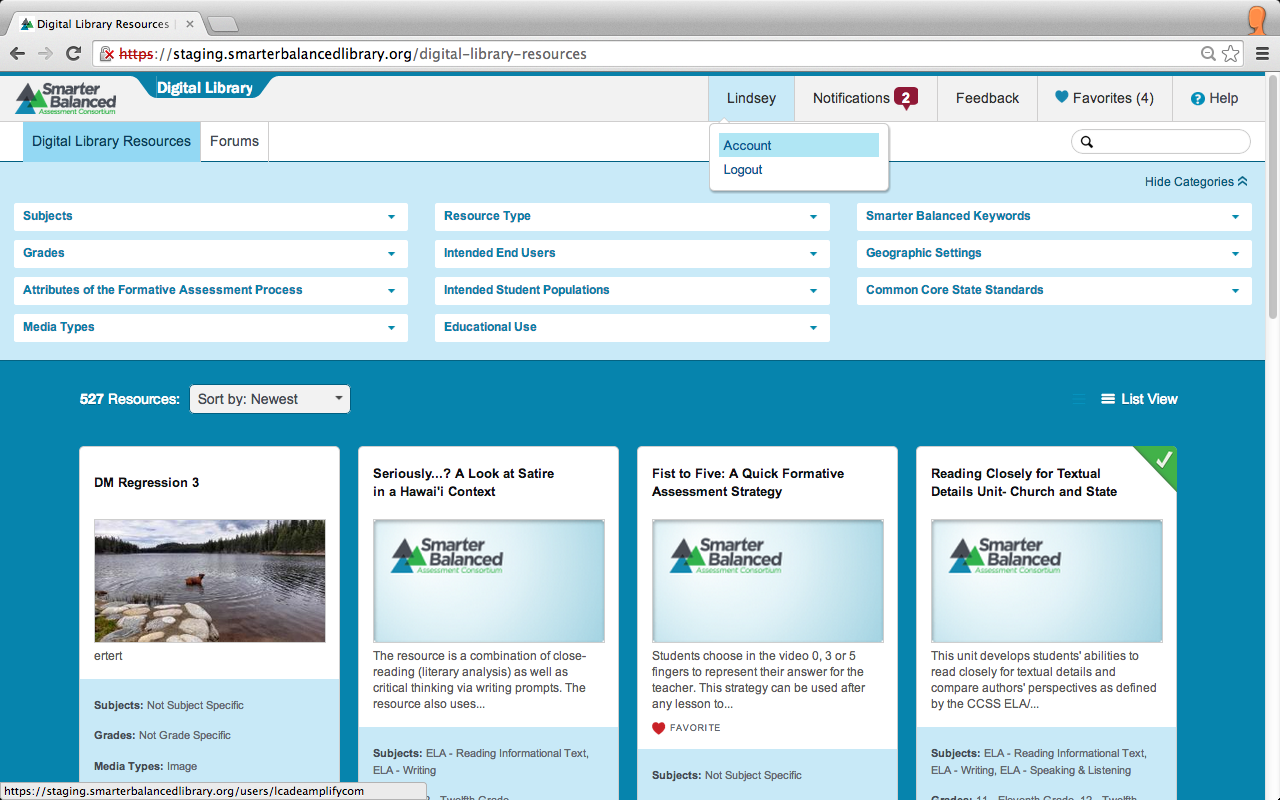 Digital Library Resources
https://staging.smarterbalancedlibrary.org/digital-library-resources
Smarter
Balanced
Assessment Consortium
Digital Library
Lindsey
Notifications 2
Feedback
Favorites (4)
Help
Digital Library Resources
Forums
Account
Logout
Hide Categories
Subjects
Resource Type
Smarter Balanced Keywords
Grades
Intended End Users
Geographic Settings
Attributes of the Formative Assessment Process
Intended Student Populations
Common Core State Standards
Media Types
Educational Use
527 Resources:
Sort by: Newest
List View
DM Regression 3
ertert
Subjects: Not Subject Specific
Grades: Not Grade Specific
Media Types: Image
Seriously...? A Look at Satire
in a Hawai'i Context
Smarter
Balanced
Assessment Consortium
The resource is a combination of close-
reading (literary analysis) as well as
critical thinking via writing prompts. The
resource also uses...
Subjects: ELA - Reading Informational Text,
ELA - Writing
Fist to Five: A Quick Formative
Assessment Strategy
Smarter
Balanced
Assessment Consortium
Students choose in the video 0, 3 or 5
fingers to represent their answer for the
teacher. This strategy can be used after
any lesson to...
FAVORITE
Subjects: Not Subject Specific
Reading Closely for Textual
Details Unit- Church and State
Smarter
Balanced
Assessment Consortium
This unit develops students' abilities to
read closely for textual details and
compare authors' perspectives as defined
by the CCSS ELA/...
Subjects: ELA - Reading Informational Text,
ELA - Writing, ELA - Speaking & Listening
Grades: 11 - Eleventh Grade, 12 - Twelfth
https://staging.smarterbalancedlibrary.org/users/lcadeamplifycom